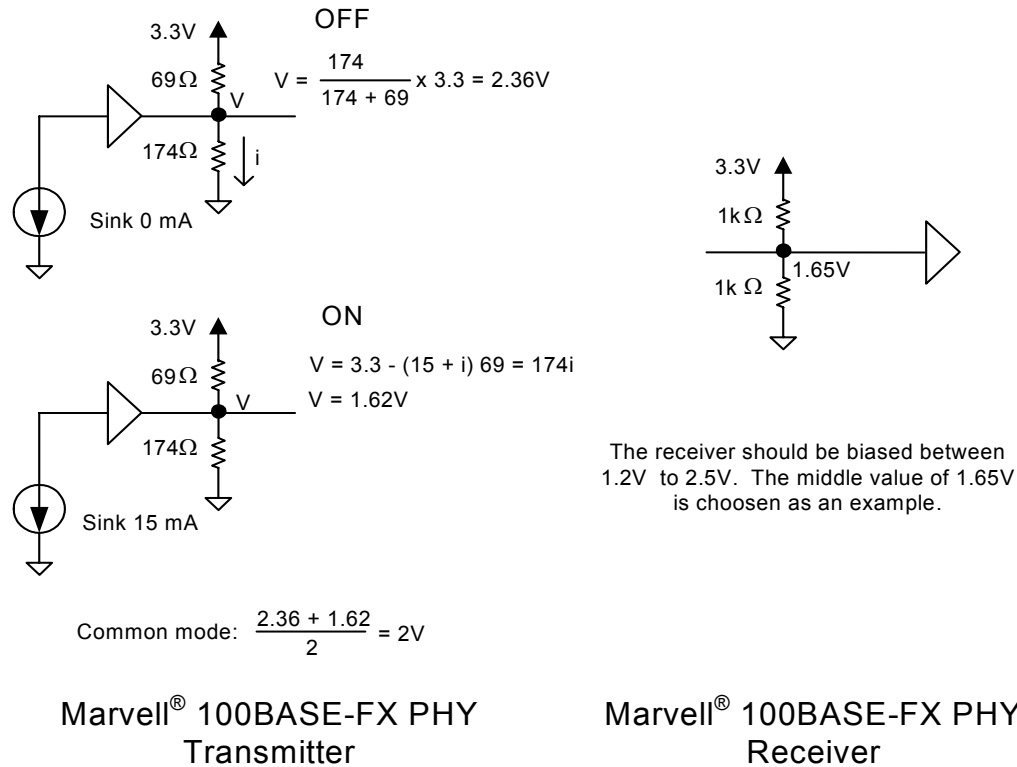 OFF
3.3V
69Ω
V
V = 174 / 174 + 69 x 3.3 = 2.36V
174Ω
i
Sink 0 mA
ON
3.3V
69Ω
V
V = 3.3 - (15 + i) 69 = 174i
V = 1.62V
174Ω
Sink 15 mA
Common mode: 2.36 + 1.62 / 2 = 2V
Marvell® 100BASE-FX PHY
Transmitter
3.3V
1k Ω
1.65V
1k Ω
The receiver should be biased between
1.2V to 2.5V. The middle value of 1.65V
is choosen as an example.
Marvell® 100BASE-FX PHY
Receiver